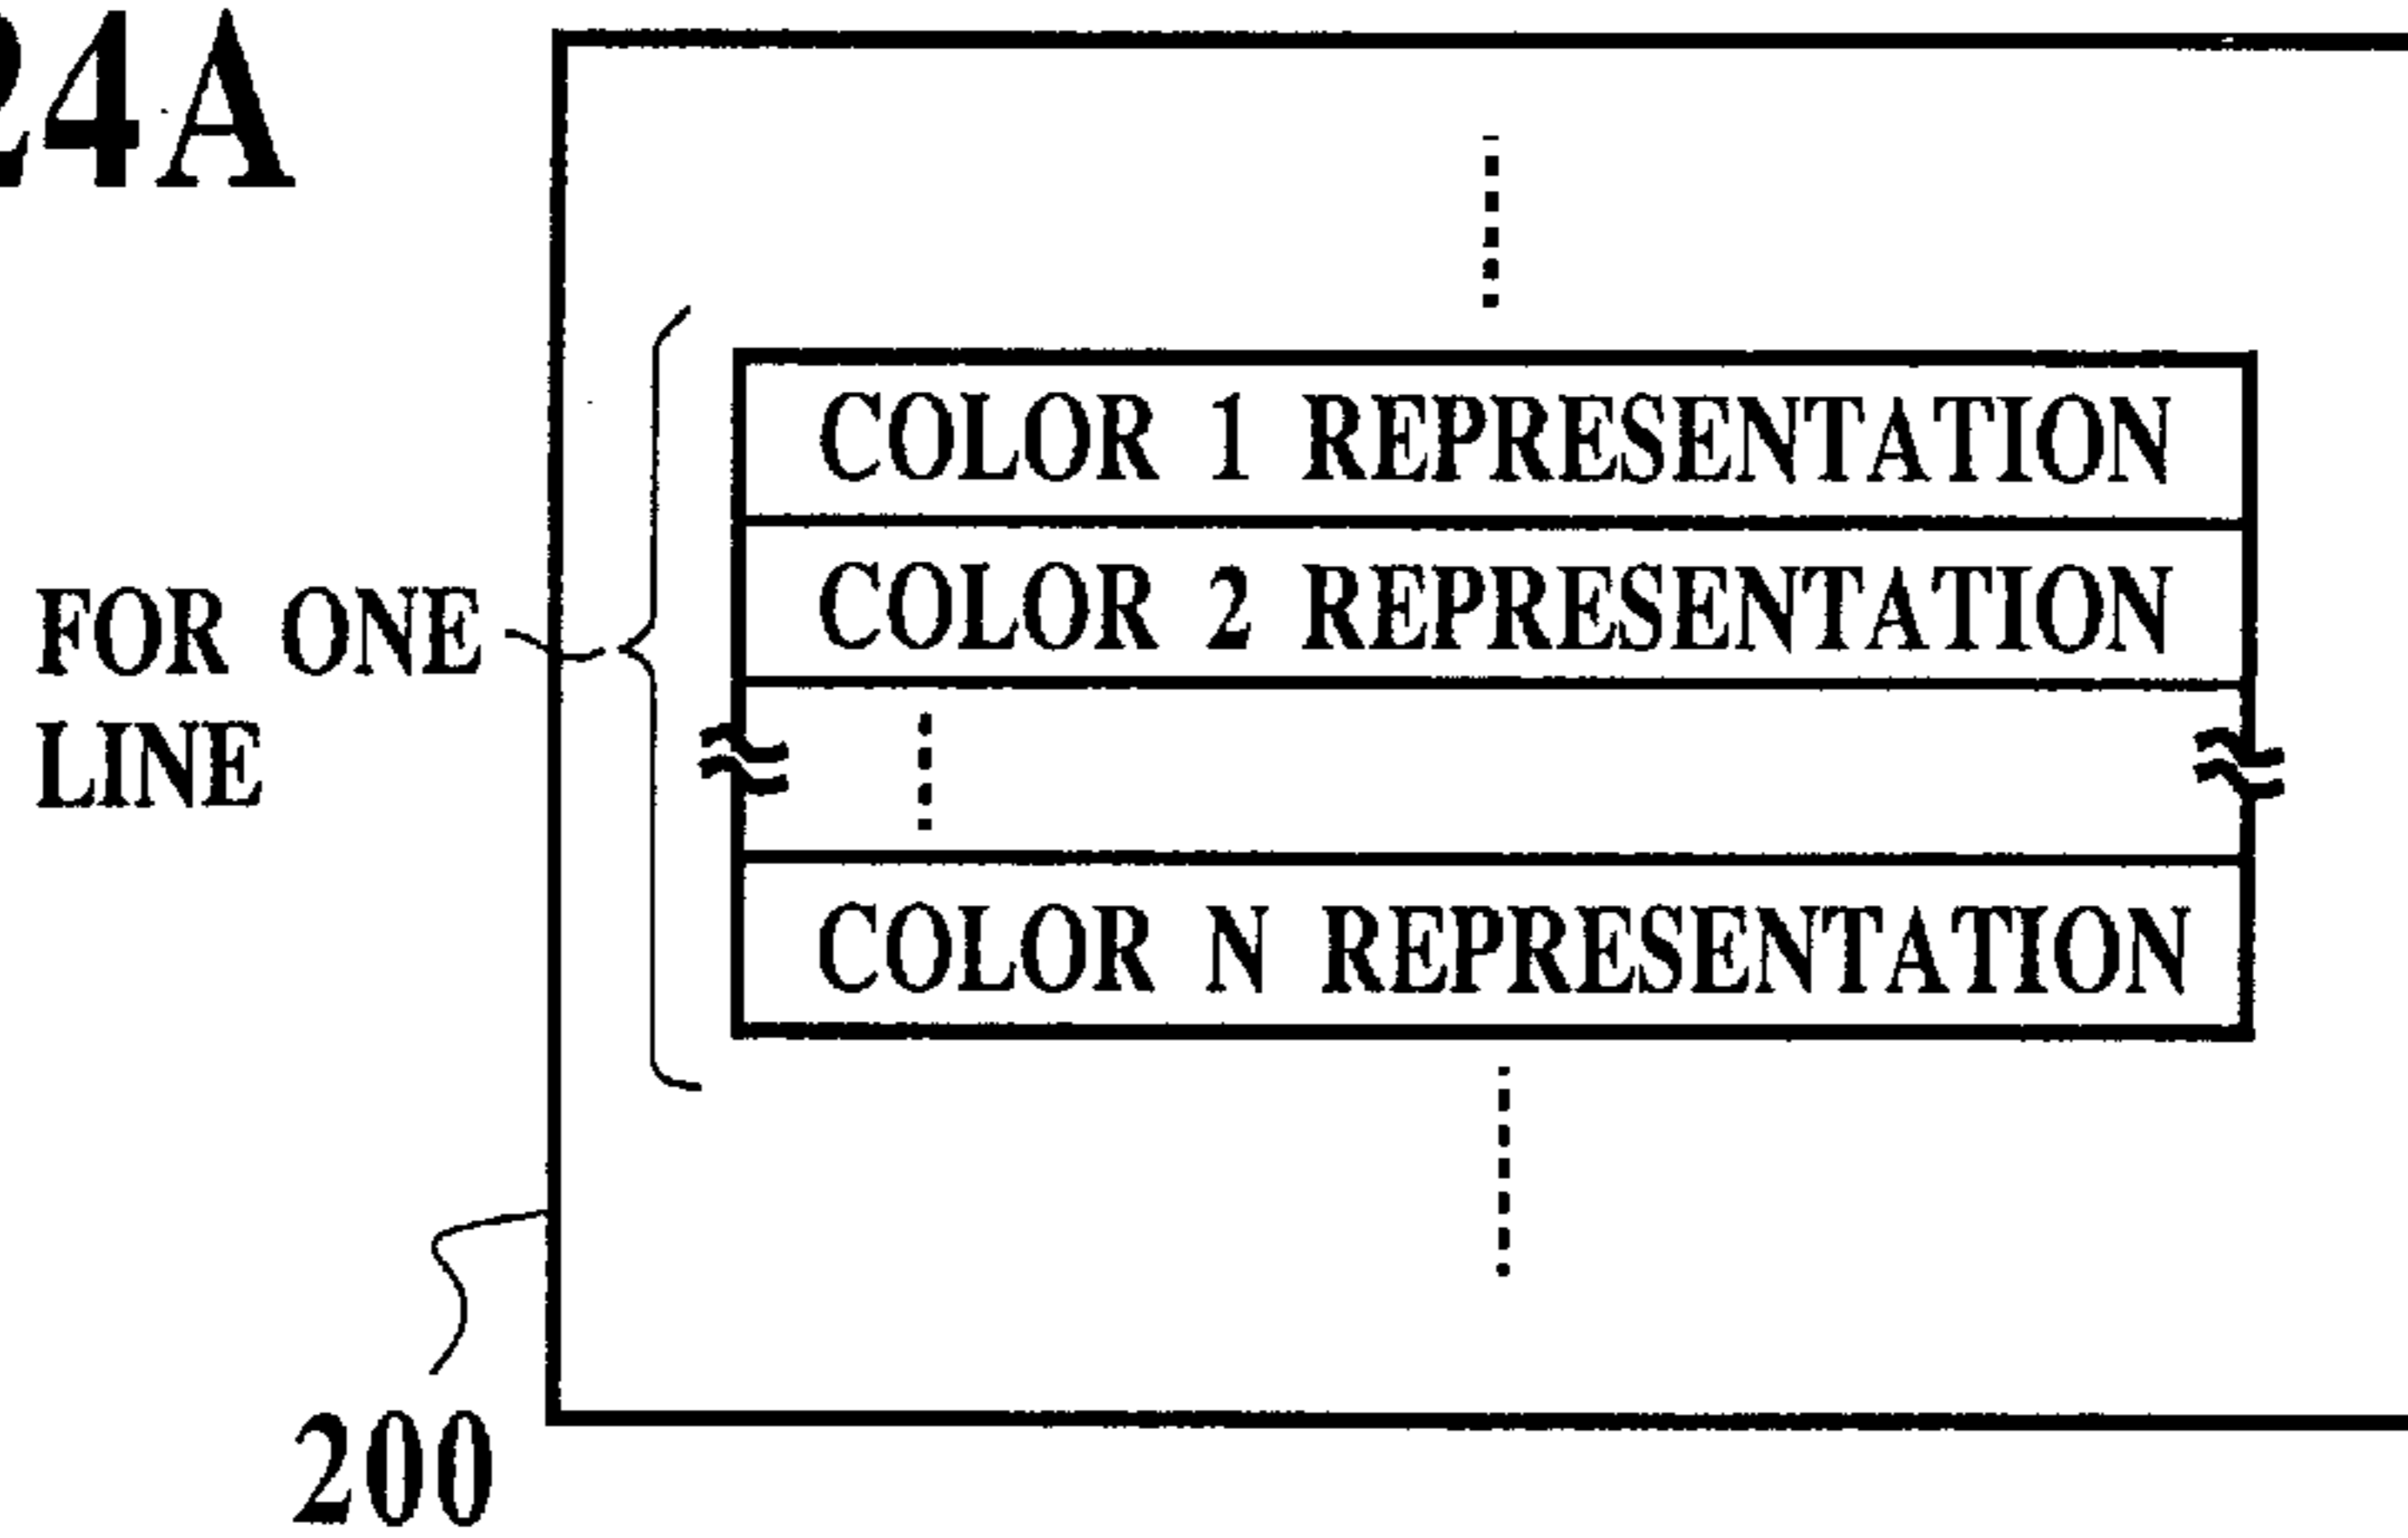 24A
COLOR 1 REPRESENTATION
COLOR 2 REPRESENTATION
FOR ONE
LINE
COLOR N REPRESENTATION
200